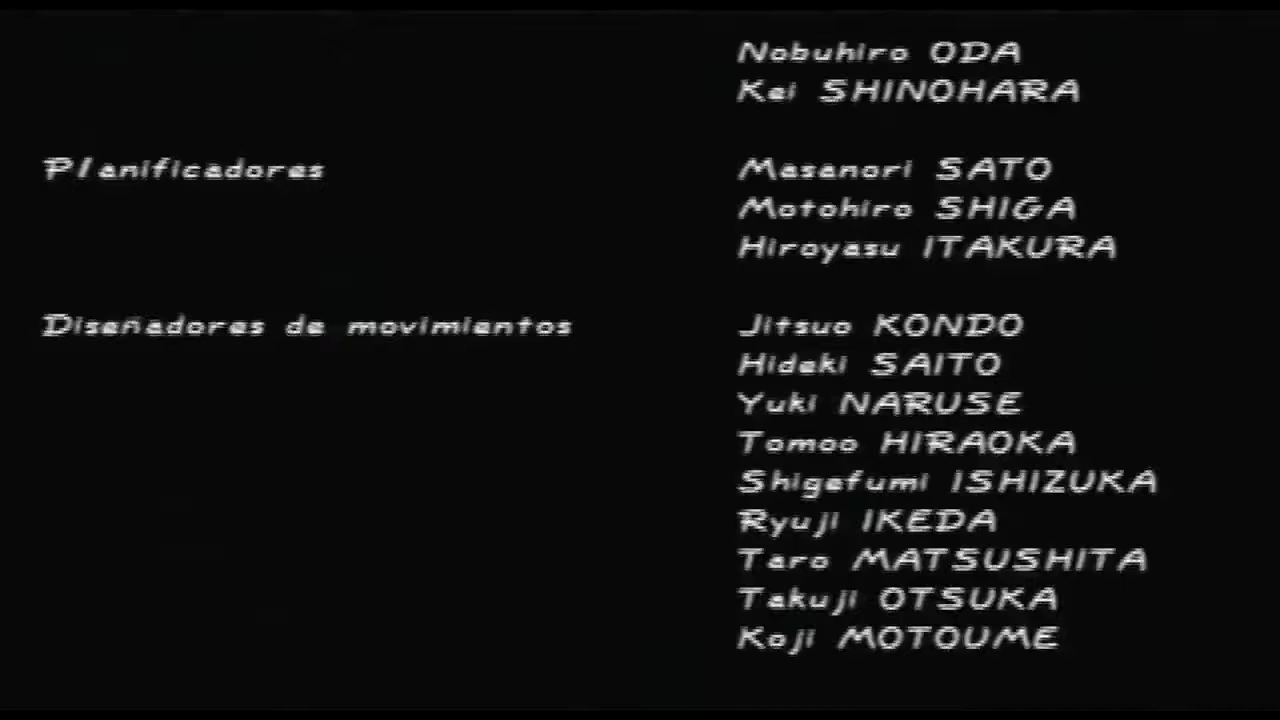 Nobuhiro ODA
Kei SHINOHARA
Planificadores Masanori SATO
Motohiro SHIGA
Hiroyasu ITAKURA
Diseñadores de movimientos Jitsuo KONDO
Hideki SAITO
Yuki NARUSE
Tomoo HIRAOKA
Shigefumi ISHIZUKA
Ryuji IKEDA
Taro MATSUSHITA
Takuji OTSUKA
Koji MOTOUME